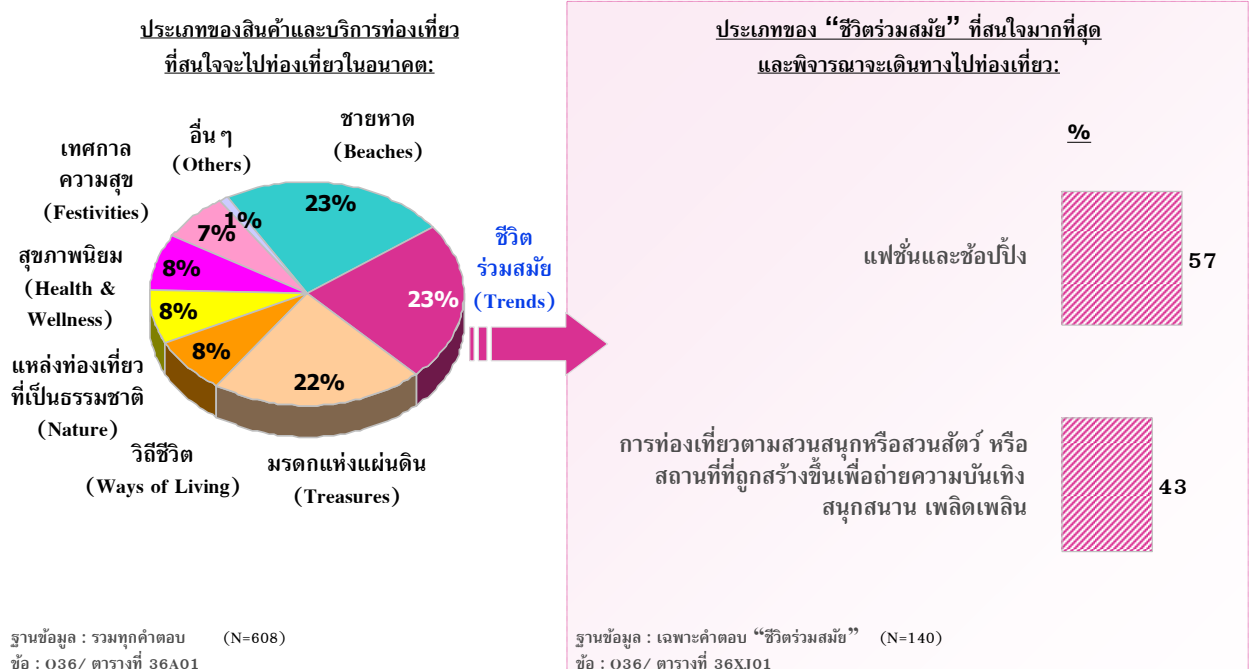 ประเภทของสินค้าและบริการท่องเที่ยว
ที่สนใจจะไปท่องเที่ยวในอนาคต:
ชายหาด
(Beaches)
อื่น ๆ
(Others)
เทศกาล
ความสุข
(Festivities)
สุขภาพนิยม
(Health &
Wellness)
แหล่งท่องเที่ยว
ที่เป็นธรรมชาติ
(Nature)
วิถีชีวิต
(Ways of Living)
มรดกแห่งแผ่นดิน
(Treasures)
ชีวิต
ร่วมสมัย
(Trends)
23%
23%
22%
8%
8%
8%
7%
1%
ฐานข้อมูล : รวมทุกคำตอบ (N=608)
ข้อ : Q36/ ตารางที่ 36A01
ประเภทของ “ชีวิตร่วมสมัย” ที่สนใจมากที่สุด
และพิจารณาจะเดินทางไปท่องเที่ยว:
%
แฟชั่นและช้อปปิ้ง
57
การท่องเที่ยวตามสวนสนุกหรือสวนสัตว์ หรือ
สถานที่ที่ถูกสร้างขึ้นเพื่อถ่ายความบันเทิง
สนุกสนาน เพลิดเพลิน
43
ฐานข้อมูล : เฉพาะคำตอบ “ชีวิตร่วมสมัย” (N=140)
ข้อ : Q36/ ตารางที่ 36XJ01